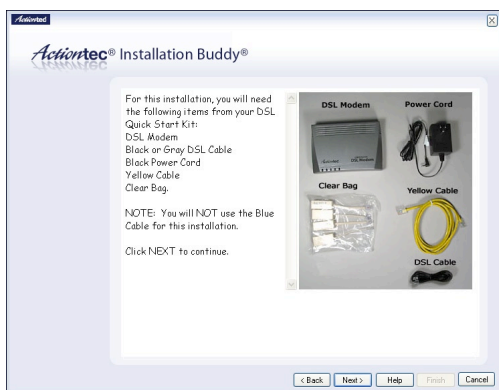 Actiontec
Actiontec® Installation Buddy®
For this installation, you will need
the following items from your DSL
Quick Start Kit:
DSL Modem
Black or Gray DSL Cable
Black Power Cord
Yellow Cable
Clear Bag.
NOTE: You will NOT use the Blue
Cable for this installation.
Click NEXT to continue.
DSL Modem
Power Cord
Clear Bag
Yellow Cable
DSL Cable
< Back
Next >
Help
Finish
Cancel